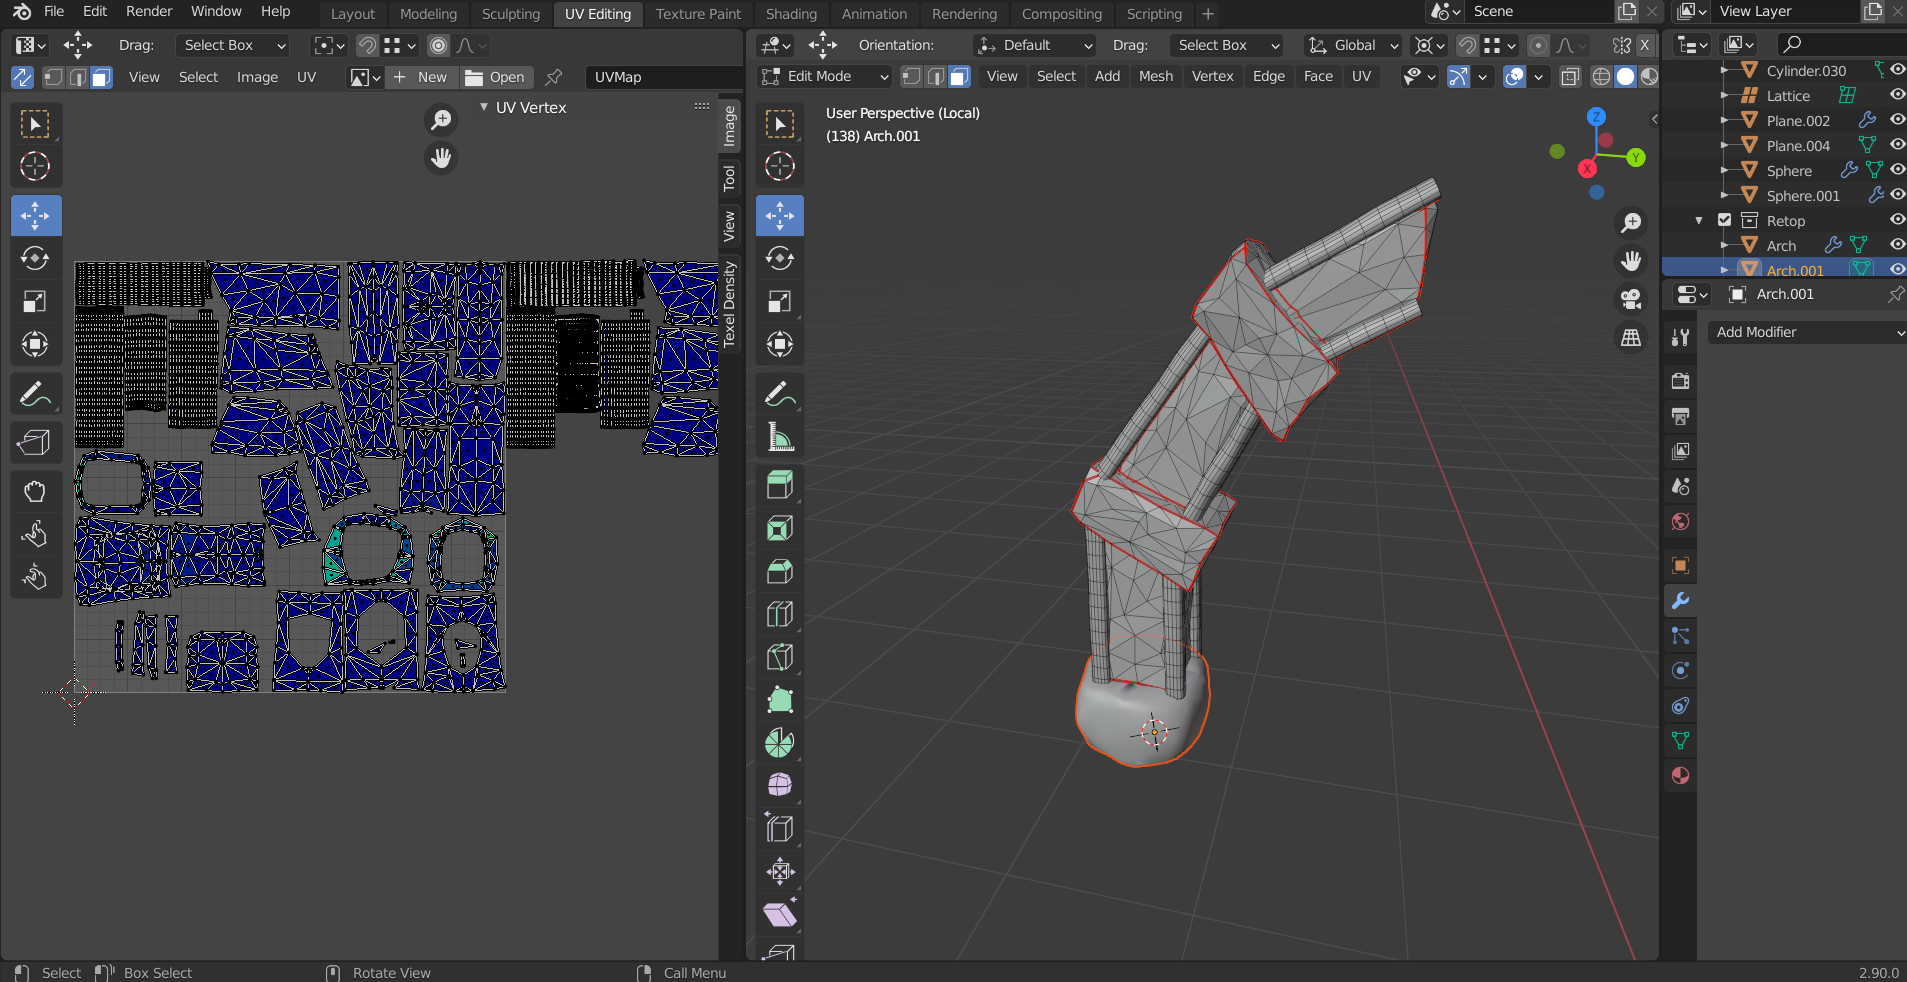 File Edit Render Window Help Layout Modeling Sculpting UV Editing Texture Paint Shading Animation Rendering Compositing Scripting + Scene View Layer
Drag: Select Box Orientation: Default Drag: Select Box Global X
View Select Image UV + New Open UVMap Edit Mode View Select Add Mesh Vertex Edge Face UV
UV Vertex
Image
Tool
View
Texel Density
User Perspective (Local)
(138) Arch.001
Z
Y
X
Cylinder.030
Lattice
Plane.002
Plane.004
Sphere
Sphere.001
Retop
Arch
Arch.001
Arch.001
Add Modifier
Select Box Select Rotate View Call Menu 2.90.0